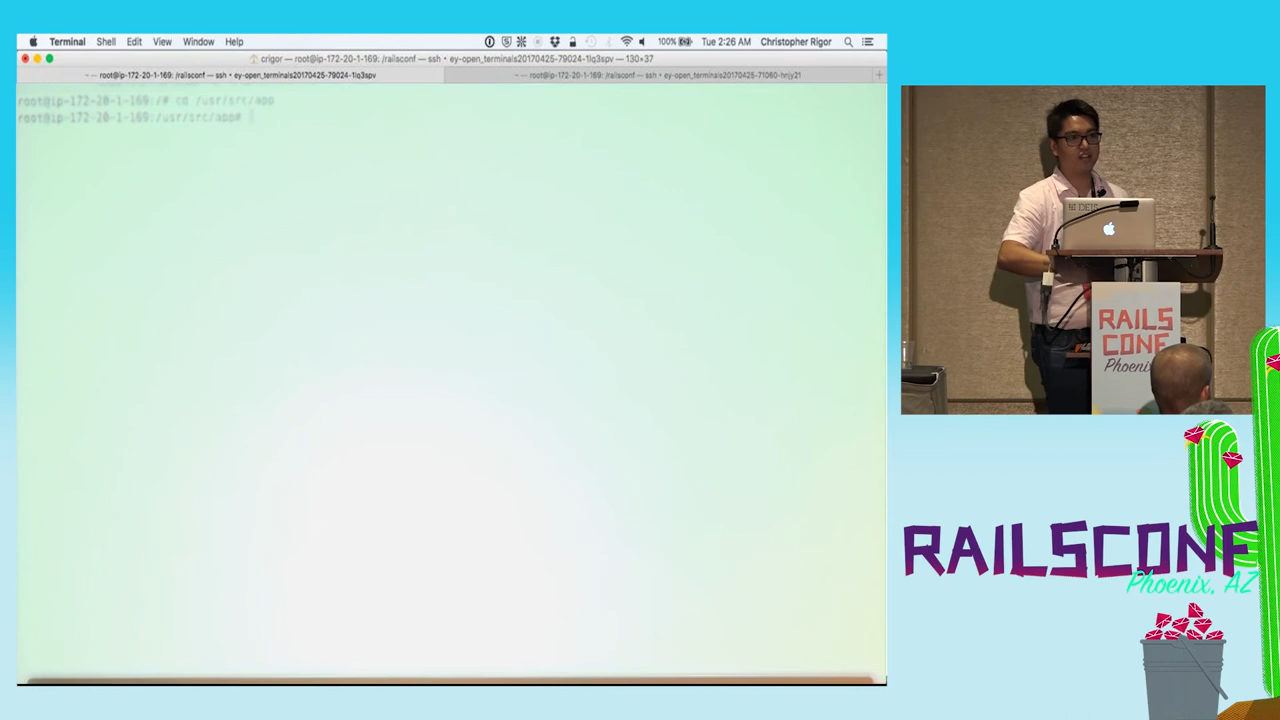 Terminal Shell Edit View Window Help 100% Tue 2:26 AM Christopher Rigor
crigor — root@ip-172-20-1-169: /railsconf — ssh • ey-open_terminals20170425-79024-1lq3spv — 130×37
root@ip-172-20-1-169: /railsconf — ssh • ey-open_terminals20170425-79024-1lq3spv
root@ip-172-20-1-169: /railsconf — ssh • ey-open_terminals20170425-71060-hnjy21
root@ip-172-20-1-169:/# cd /usr/src/app
root@ip-172-20-1-169:/usr/src/app#
DEIS
RAILS
CONF
Phoenix
RAILSCONF
Phoenix, AZ